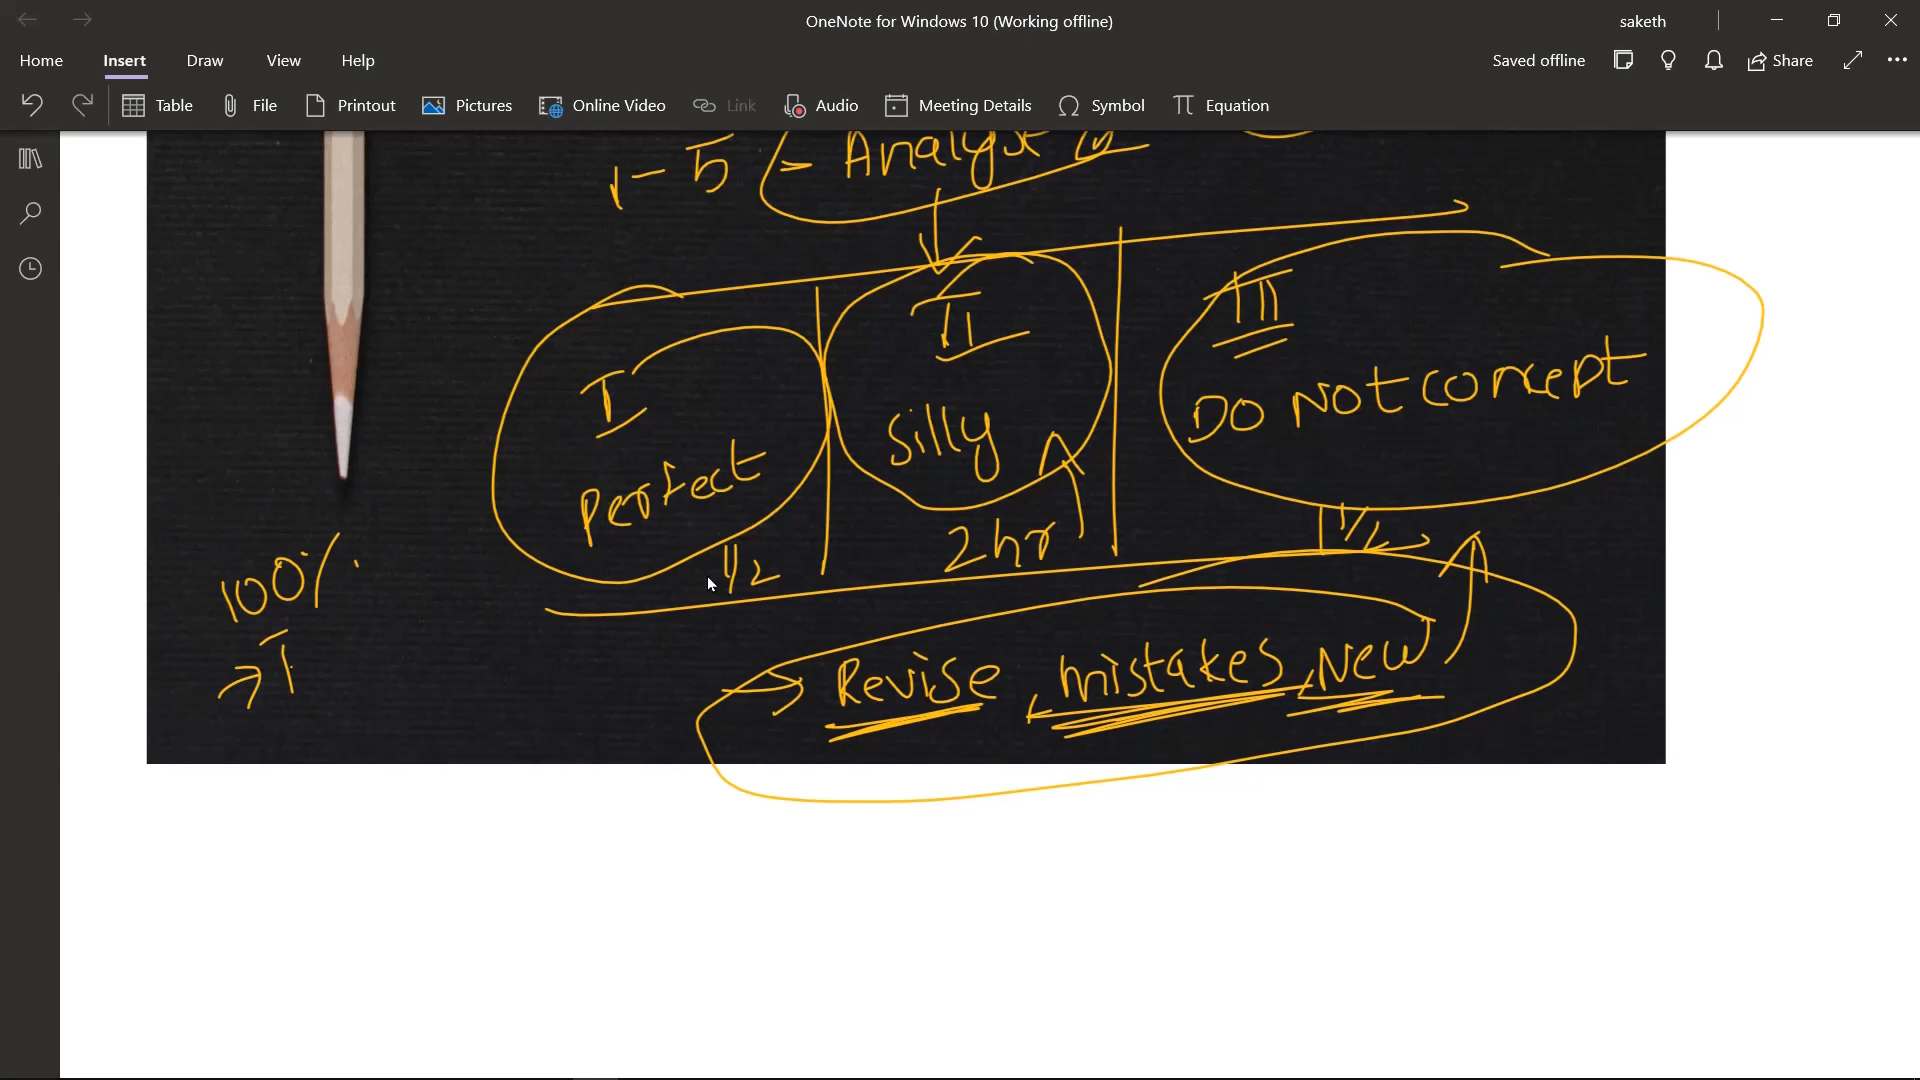 OneNote for Windows 10 (Working offline)
saketh
Home Insert Draw View Help
Saved offline
Share
Table File Printout Pictures Online Video Link Audio Meeting Details Symbol Equation
1-5 - Analyst
I II III
perfect silly DO NOT concept
1/2 2hr 1 1/2
100%
→ I
→ Revise, mistakes, New